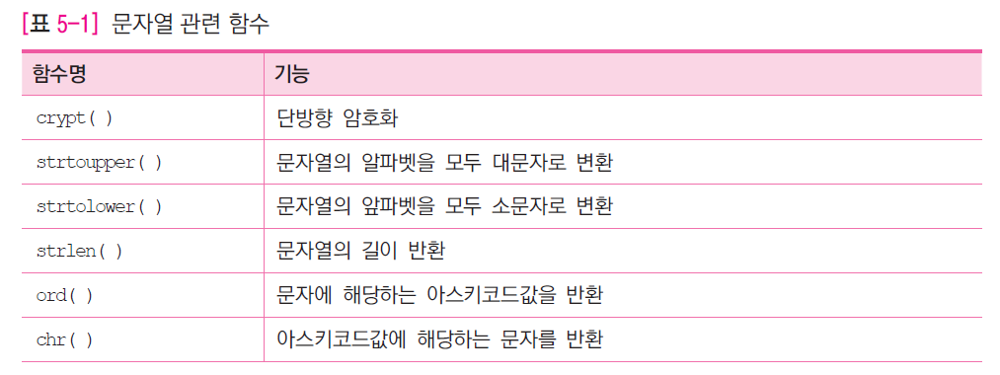 [표 5-1] 문자열 관련 함수
함수명 기능
crypt( ) 단방향 암호화
strtoupper( ) 문자열의 알파벳을 모두 대문자로 변환
strtolower( ) 문자열의 앞파벳을 모두 소문자로 변환
strlen( ) 문자열의 길이 반환
ord( ) 문자에 해당하는 아스키코드값을 반환
chr( ) 아스키코드값에 해당하는 문자를 반환